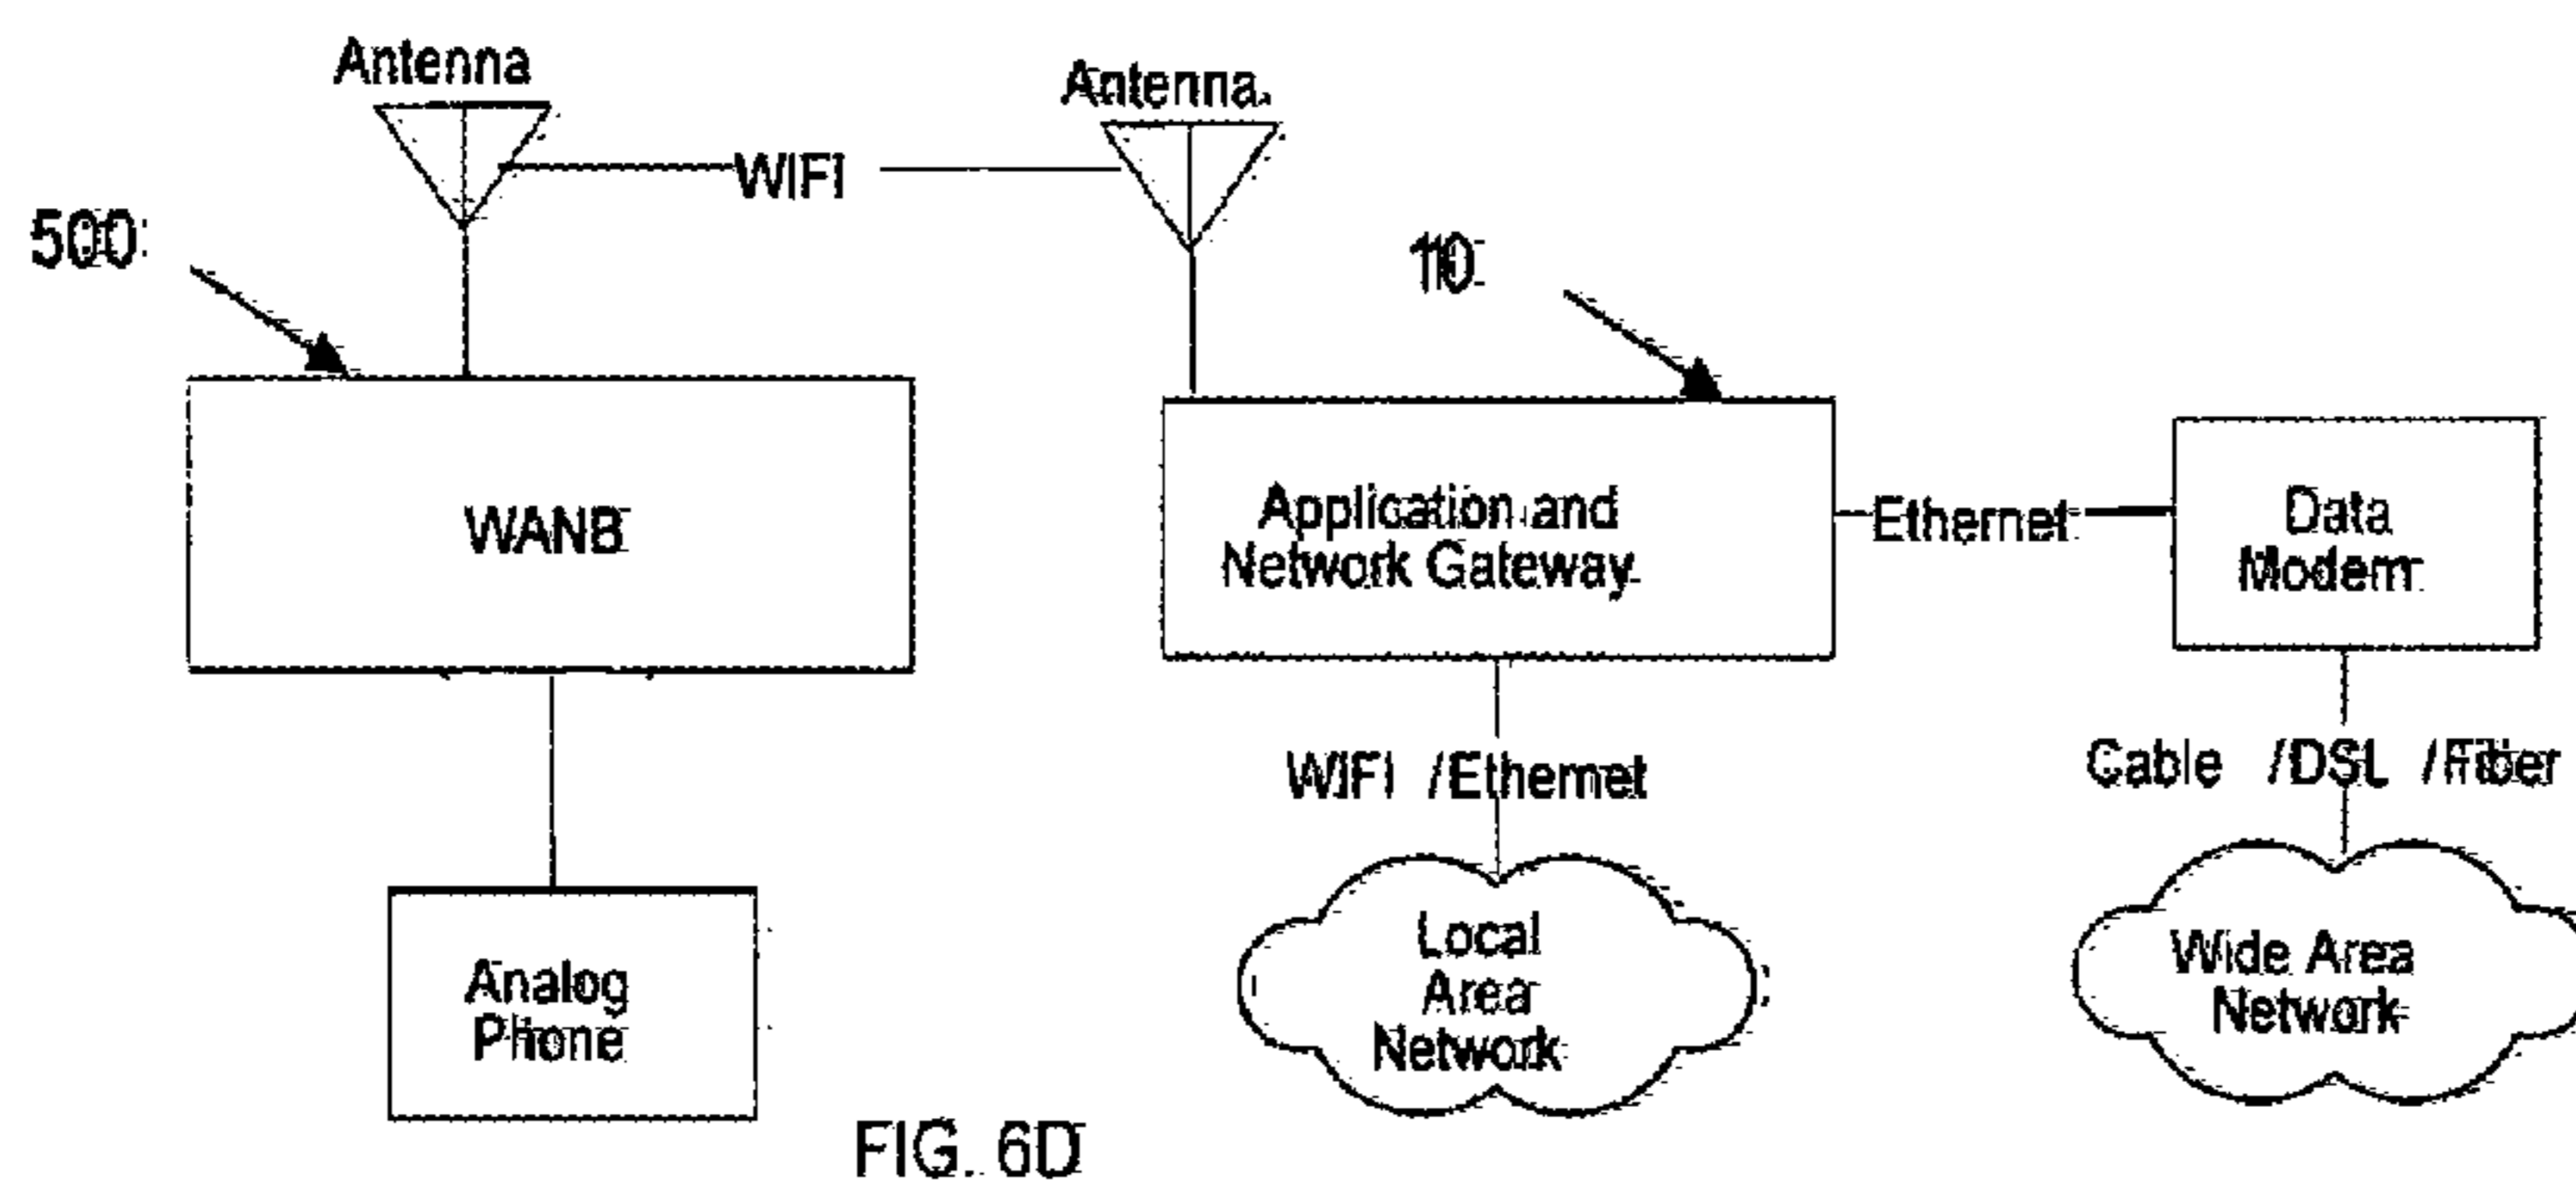 Antenna
Antenna
WIFI
500
10
WANB
Application and
Network Gateway
Ethernet
Data
Modem
WIFI / Ethernet
Cable / DSL / Fiber
Analog
Phone
Local
Area
Network
Wide Area
Network
FIG. 6D